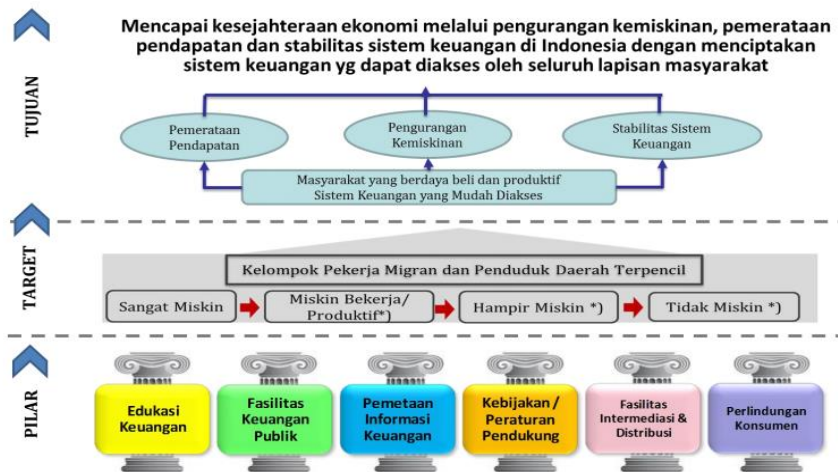 Mencapai kesejahteraan ekonomi melalui pengurangan kemiskinan, pemerataan
pendapatan dan stabilitas sistem keuangan di Indonesia dengan menciptakan
sistem keuangan yg dapat diakses oleh seluruh lapisan masyarakat
TUJUAN
Pemerataan
Pendapatan
Pengurangan
Kemiskinan
Stabilitas Sistem
Keuangan
Masyarakat yang berdaya beli dan produktif
Sistem Keuangan yang Mudah Diakses
TARGET
Kelompok Pekerja Migran dan Penduduk Daerah Terpencil
Sangat Miskin
Miskin Bekerja/
Produktif*)
Hampir Miskin *)
Tidak Miskin *)
PILAR
Edukasi
Keuangan
Fasilitas
Keuangan
Publik
Pemetaan
Informasi
Keuangan
Kebijakan /
Peraturan
Pendukung
Fasilitas
Intermediasi &
Distribusi
Perlindungan
Konsumen